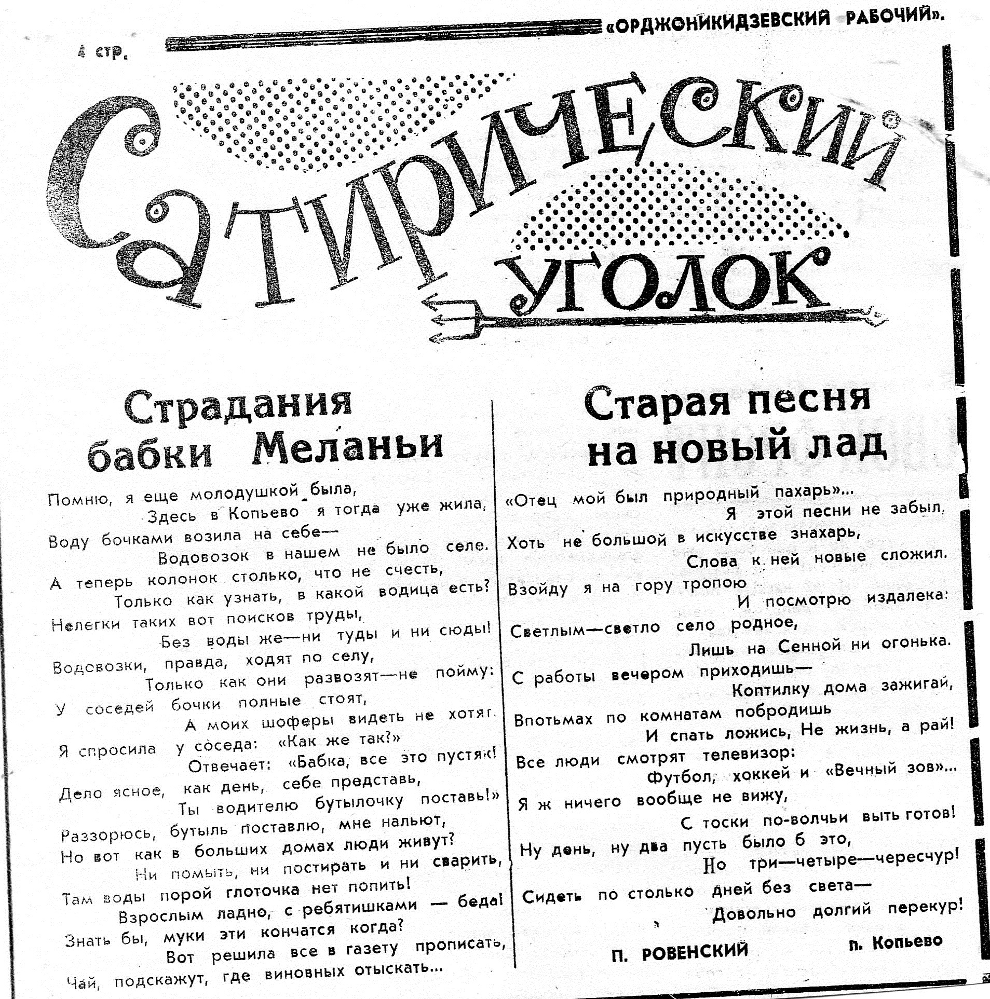 4 стр.
«ОРДЖОНИКИДЗЕВСКИЙ РАБОЧИЙ».
САТИРИЧЕСКИЙ
УГОЛОК
Страдания
бабки Меланьи
Помню, я еще молодушкой была,
Здесь в Копьево я тогда уже жила,
Воду бочками возила на себе—
Водовозок в нашем не было селе.
А теперь колонок столько, что не счесть,
Только как узнать, в какой водица есть?
Нелегки таких вот поисков труды,
Без воды же—ни туды и ни сюды!
Водовозки, правда, ходят по селу,
Только как они развозят—не пойму:
У соседей бочки полные стоят,
А моих шоферы видеть не хотят.
Я спросила у соседа: «Как же так?»
Отвечает: «Бабка, все это пустяк!
Дело ясное, как день, себе представь,
Ты водителю бутылочку поставь!»
Раззорюсь, бутыль поставлю, мне нальют,
Но вот как в больших домах люди живут?
Ни помыть, ни постирать и ни сварить,
Там воды порой глоточка нет попить!
Взрослым ладно, с ребятишками — беда!
Знать бы, муки эти кончатся когда?
Вот решила все в газету прописать,
Чай, подскажут, где виновных отыскать...
Старая песня
на новый лад
«Отец мой был природный пахарь»...
Я этой песни не забыл,
Хоть не большой в искусстве знахарь,
Слова к ней новые сложил.
Взойду я на гору тропою
И посмотрю издалека:
Светлым—светло село родное,
Лишь на Сенной ни огонька.
С работы вечером приходишь—
Коптилку дома зажигай,
Впотьмах по комнатам побродишь
И спать ложись, Не жизнь, а рай!
Все люди смотрят телевизор:
Футбол, хоккей и «Вечный зов»...
Я ж ничего вообще не вижу,
С тоски по-волчьи выть готов!
Ну день, ну два пусть было б это,
Но три—четыре—чересчур!
Сидеть по столько дней без света—
Довольно долгий перекур!
П. РОВЕНСКИЙ
п. Копьево